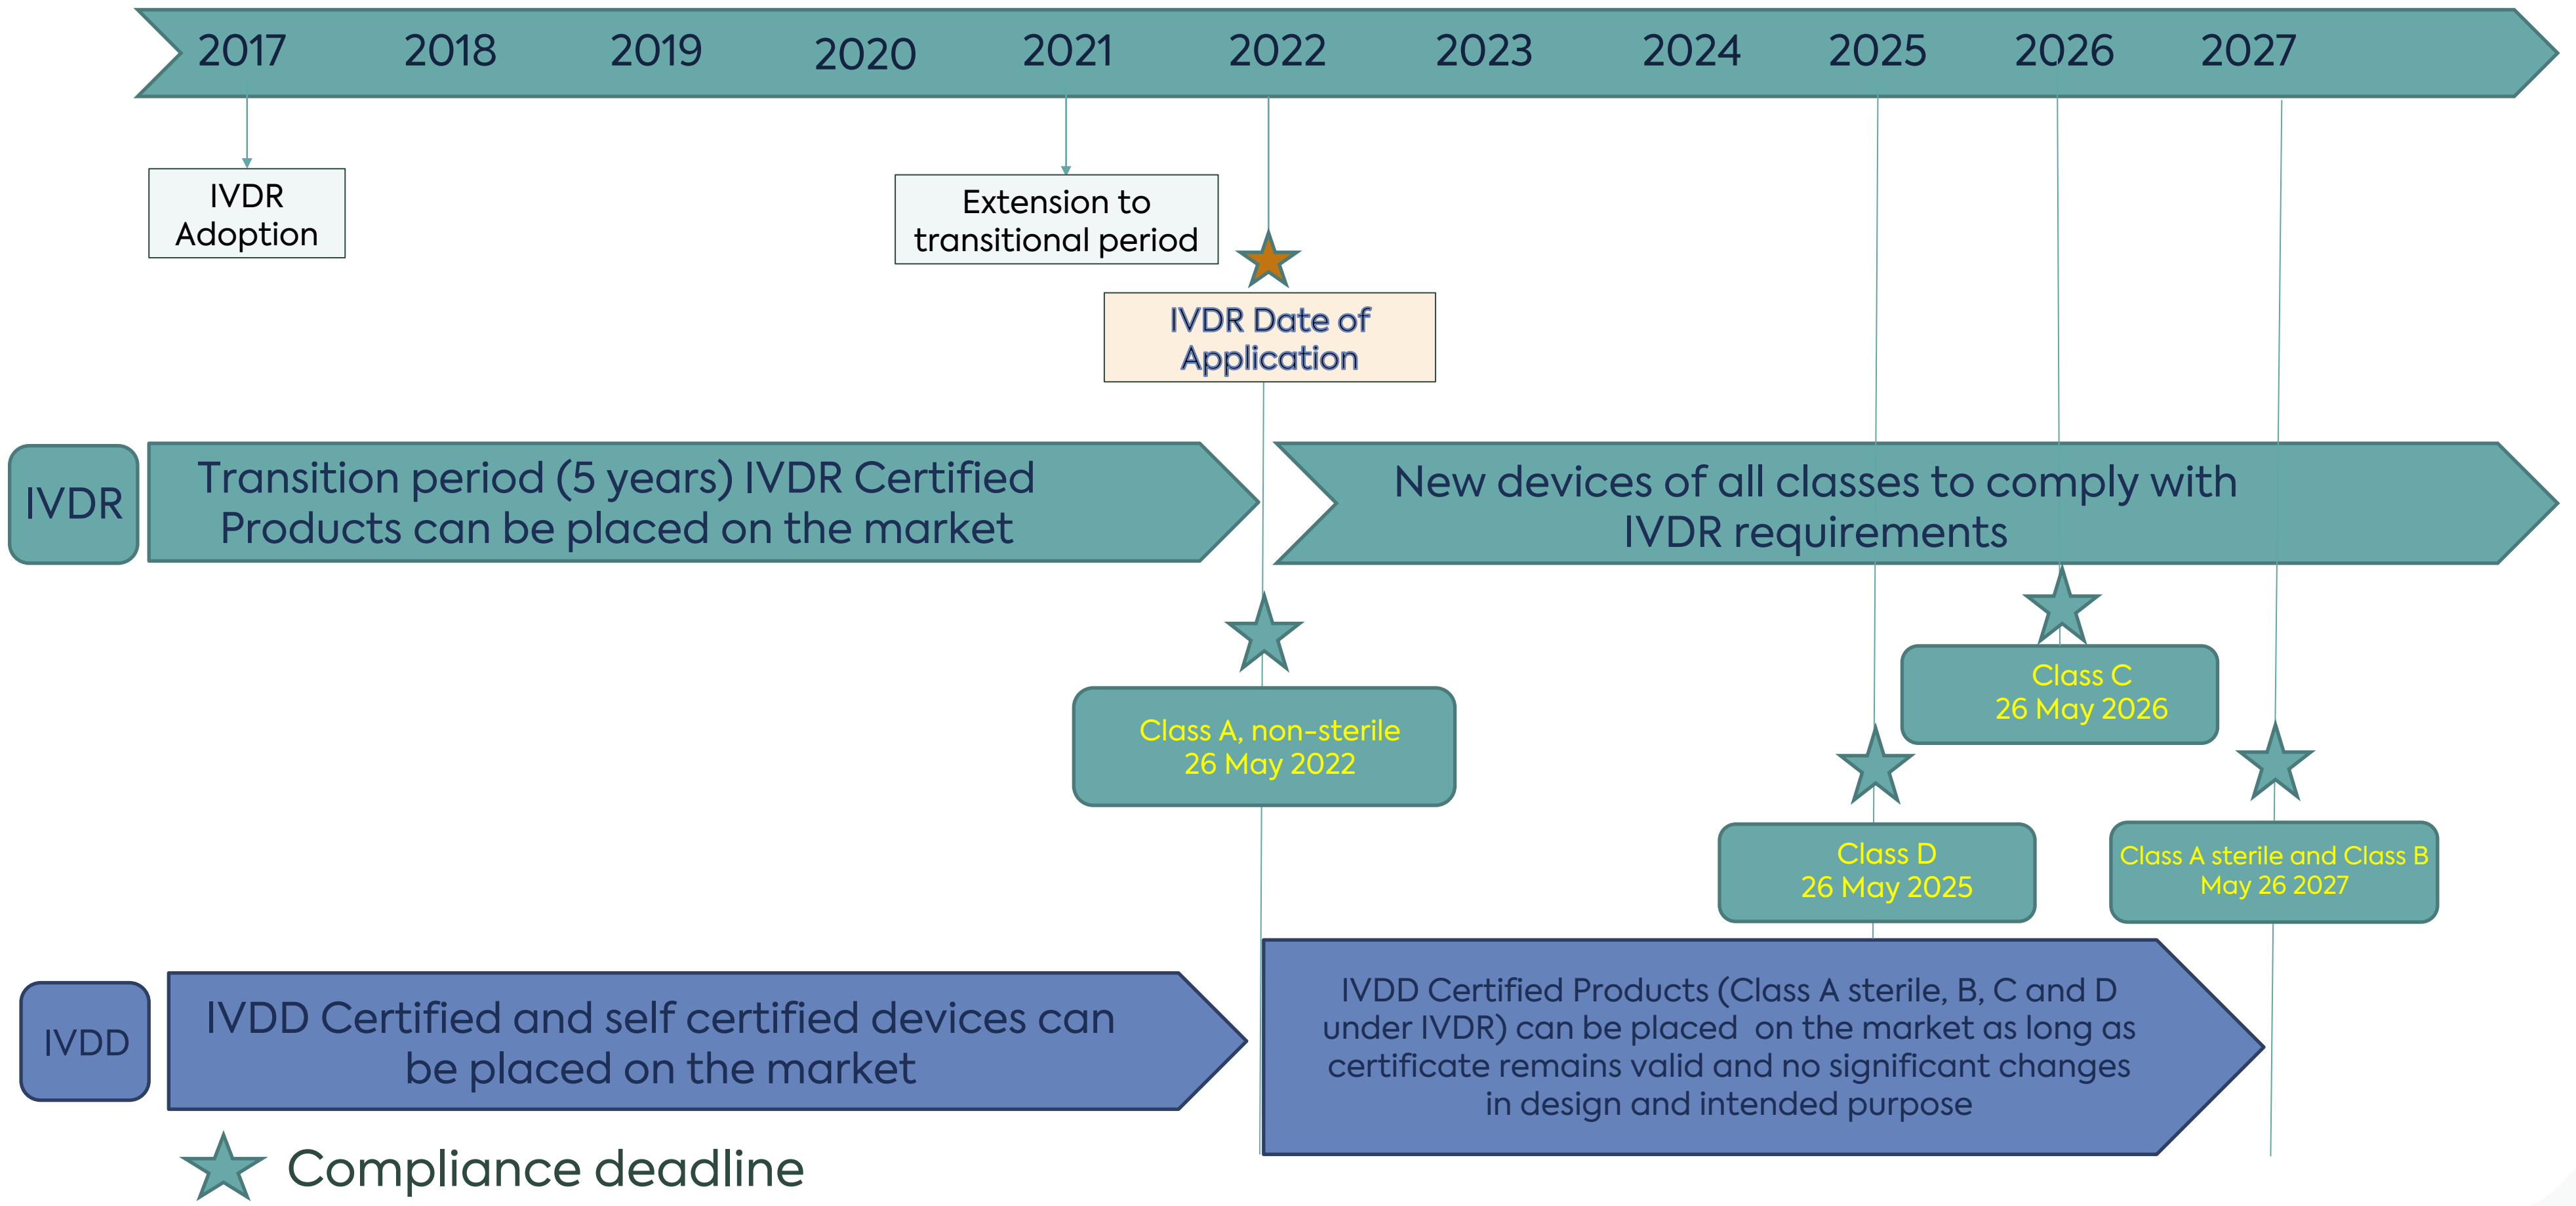 2017 2018 2019 2020 2021 2022 2023 2024 2025 2026 2027
IVDR
Adoption
Extension to
transitional period
IVDR Date of
Application
IVDR
Transition period (5 years) IVDR Certified
Products can be placed on the market
New devices of all classes to comply with
IVDR requirements
Class A, non-sterile
26 May 2022
Class C
26 May 2026
Class D
26 May 2025
Class A sterile and Class B
May 26 2027
IVDD
IVDD Certified and self certified devices can
be placed on the market
IVDD Certified Products (Class A sterile, B, C and D
under IVDR) can be placed on the market as long as
certificate remains valid and no significant changes
in design and intended purpose
Compliance deadline